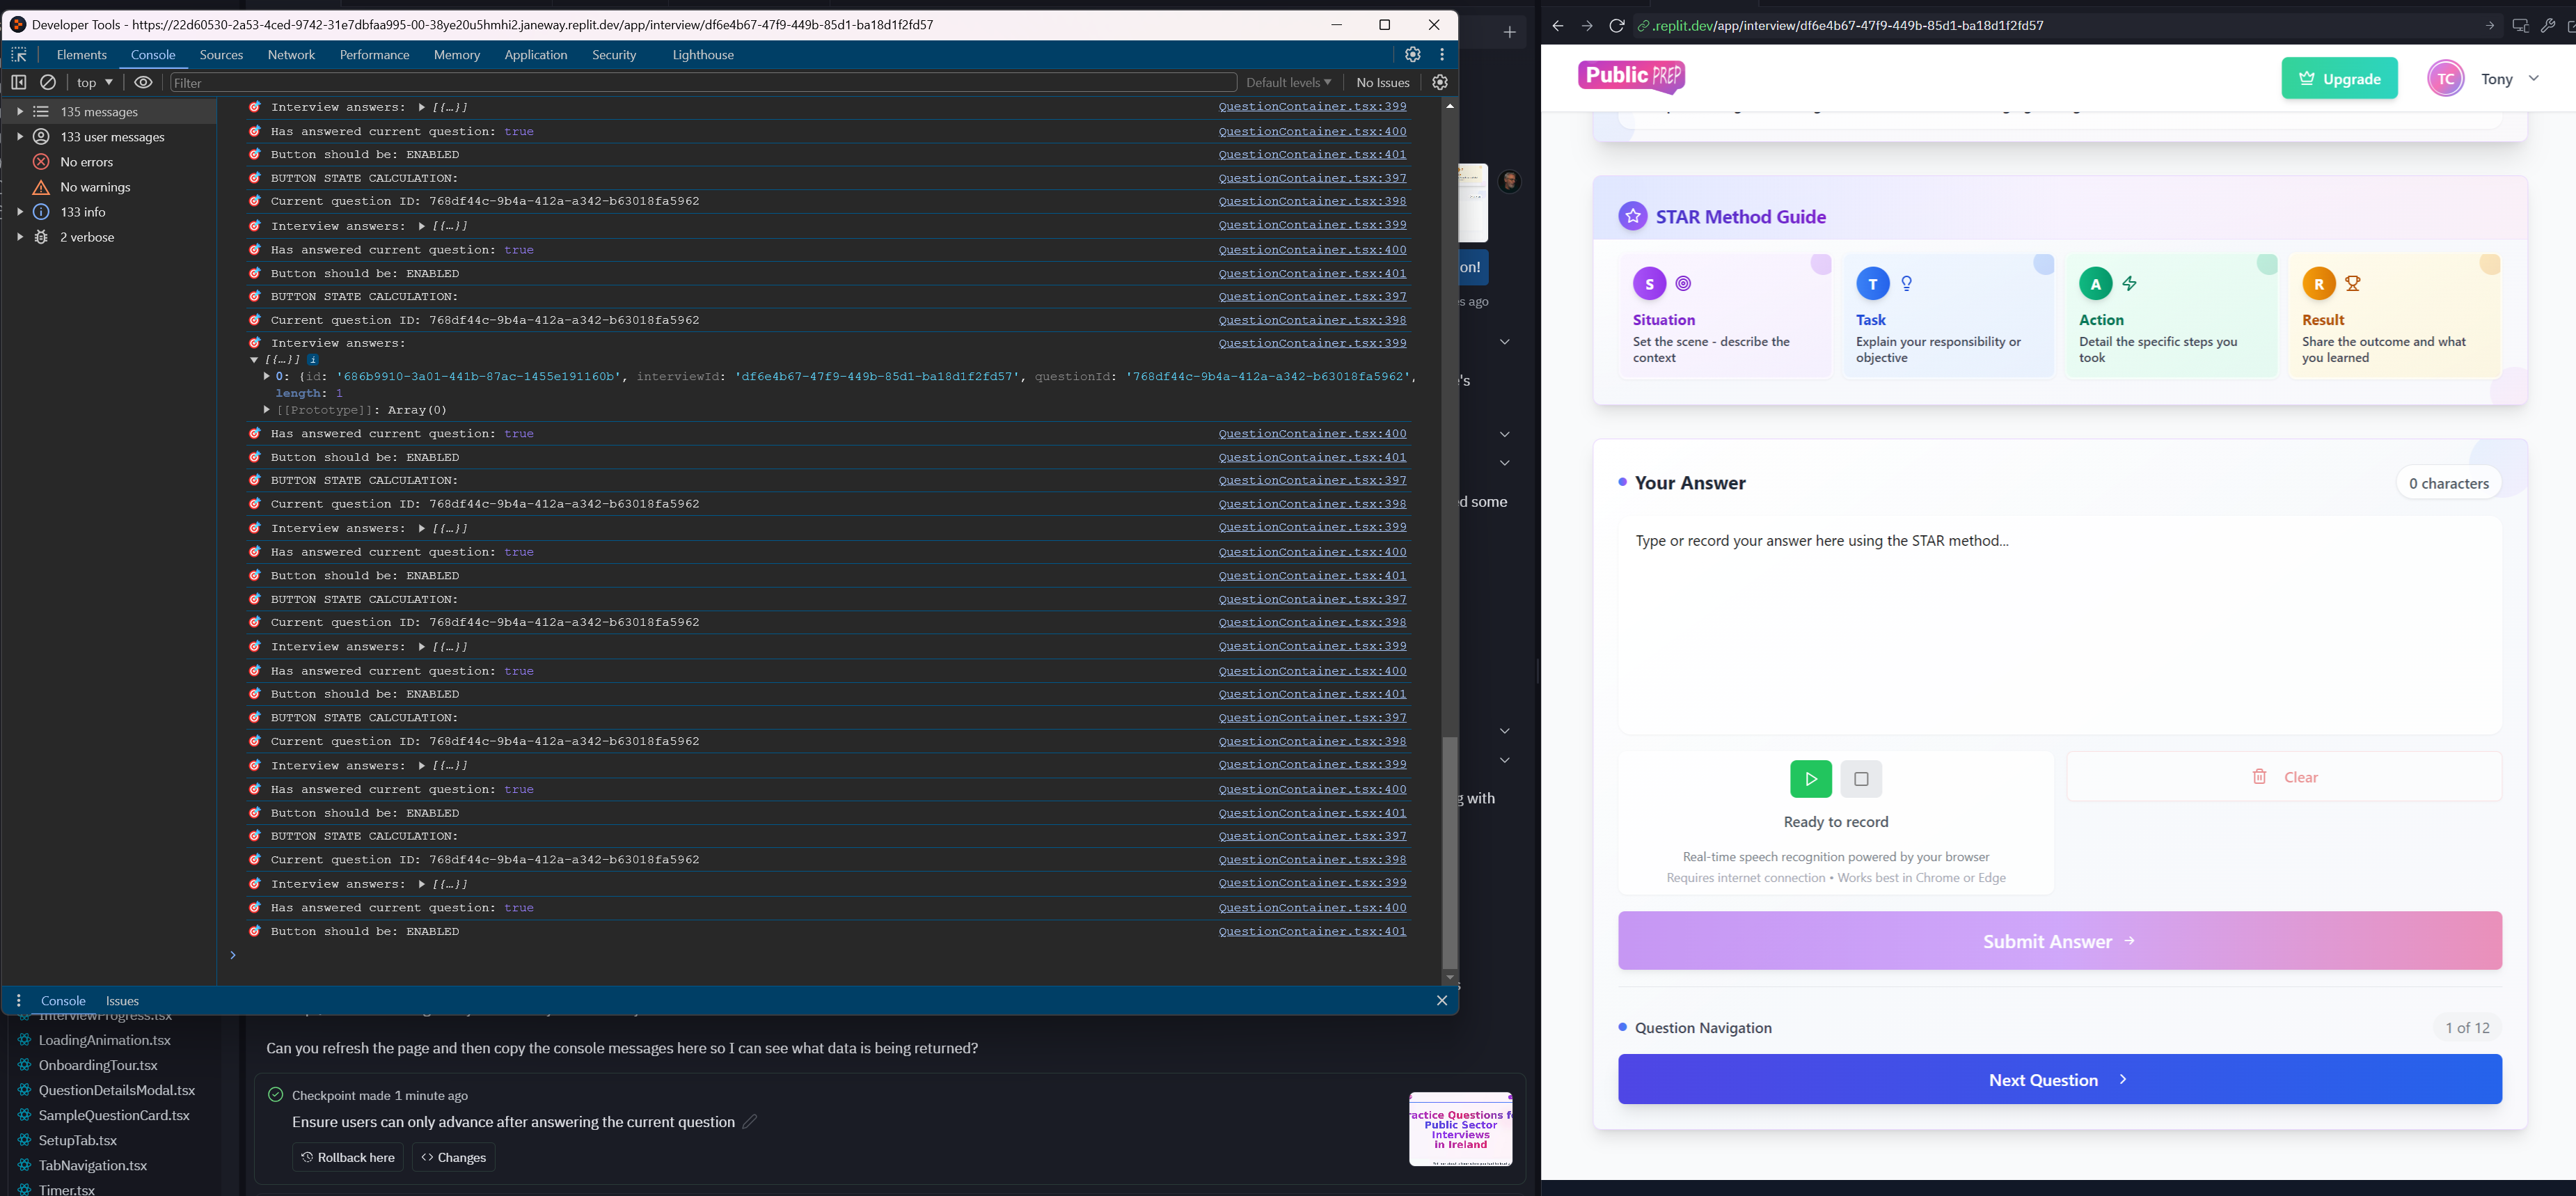 Developer Tools - https://22d60530-2a53-4ced-9742-31e7dbfaa995-00-38ye20u5hmhi2.janeway.replit.dev/app/interview/df6e4b67-47f9-449b-85d1-ba18d1f2fd57
Elements Console Sources Network Performance Memory Application Security Lighthouse
top Filter Default levels No Issues
135 messages
133 user messages
No errors
No warnings
133 info
2 verbose
Interview answers: [{…}] QuestionContainer.tsx:399
Has answered current question: true QuestionContainer.tsx:400
Button should be: ENABLED QuestionContainer.tsx:401
BUTTON STATE CALCULATION: QuestionContainer.tsx:397
Current question ID: 768df44c-9b4a-412a-a342-b63018fa5962 QuestionContainer.tsx:398
Interview answers: [{…}] QuestionContainer.tsx:399
Has answered current question: true QuestionContainer.tsx:400
Button should be: ENABLED QuestionContainer.tsx:401
BUTTON STATE CALCULATION: QuestionContainer.tsx:397
Current question ID: 768df44c-9b4a-412a-a342-b63018fa5962 QuestionContainer.tsx:398
Interview answers: QuestionContainer.tsx:399
[{…}] i
0: {id: '686b9910-3a01-441b-87ac-1455e191160b', interviewId: 'df6e4b67-47f9-449b-85d1-ba18d1f2fd57', questionId: '768df44c-9b4a-412a-a342-b63018fa5962',
length: 1
[[Prototype]]: Array(0)
Has answered current question: true QuestionContainer.tsx:400
Button should be: ENABLED QuestionContainer.tsx:401
BUTTON STATE CALCULATION: QuestionContainer.tsx:397
Current question ID: 768df44c-9b4a-412a-a342-b63018fa5962 QuestionContainer.tsx:398
Interview answers: [{…}] QuestionContainer.tsx:399
Has answered current question: true QuestionContainer.tsx:400
Button should be: ENABLED QuestionContainer.tsx:401
BUTTON STATE CALCULATION: QuestionContainer.tsx:397
Current question ID: 768df44c-9b4a-412a-a342-b63018fa5962 QuestionContainer.tsx:398
Interview answers: [{…}] QuestionContainer.tsx:399
Has answered current question: true QuestionContainer.tsx:400
Button should be: ENABLED QuestionContainer.tsx:401
BUTTON STATE CALCULATION: QuestionContainer.tsx:397
Current question ID: 768df44c-9b4a-412a-a342-b63018fa5962 QuestionContainer.tsx:398
Interview answers: [{…}] QuestionContainer.tsx:399
Has answered current question: true QuestionContainer.tsx:400
Button should be: ENABLED QuestionContainer.tsx:401
BUTTON STATE CALCULATION: QuestionContainer.tsx:397
Current question ID: 768df44c-9b4a-412a-a342-b63018fa5962 QuestionContainer.tsx:398
Interview answers: [{…}] QuestionContainer.tsx:399
Has answered current question: true QuestionContainer.tsx:400
Button should be: ENABLED QuestionContainer.tsx:401
Console Issues
on!
s ago
's
d some
g with
InterviewProgress.tsx
LoadingAnimation.tsx
OnboardingTour.tsx
QuestionDetailsModal.tsx
SampleQuestionCard.tsx
SetupTab.tsx
TabNavigation.tsx
Timer.tsx
Can you refresh the page and then copy the console messages here so I can see what data is being returned?
Checkpoint made 1 minute ago
Ensure users can only advance after answering the current question
Rollback here
Changes
ractice Questions f
Public Sector
Interviews
in Ireland
.replit.dev/app/interview/df6e4b67-47f9-449b-85d1-ba18d1f2fd57
Public PREP
Upgrade
TC
Tony
STAR Method Guide
S
Situation
Set the scene - describe the
context
T
Task
Explain your responsibility or
objective
A
Action
Detail the specific steps you
took
R
Result
Share the outcome and what
you learned
Your Answer
0 characters
Type or record your answer here using the STAR method...
Ready to record
Real-time speech recognition powered by your browser
Requires internet connection • Works best in Chrome or Edge
Clear
Submit Answer →
Question Navigation
1 of 12
Next Question